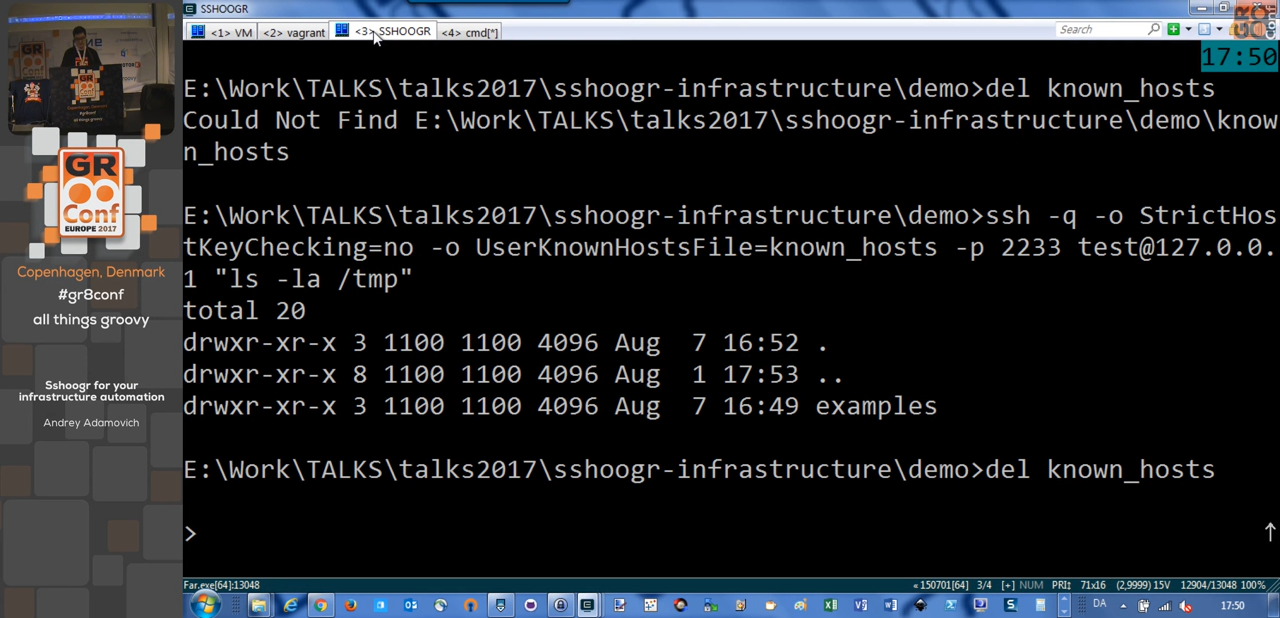 SSHOOGR
<1> VM
<2> vagrant
<3> SSHOOGR
<4> cmd[*]
Search
17:50
E:\Work\TALKS\talks2017\sshoogr-infrastructure\demo>del known_hosts
Could Not Find E:\Work\TALKS\talks2017\sshoogr-infrastructure\demo\know
n_hosts
E:\Work\TALKS\talks2017\sshoogr-infrastructure\demo>ssh -q -o StrictHos
tKeyChecking=no -o UserKnownHostsFile=known_hosts -p 2233 test@127.0.0.
1 "ls -la /tmp"
total 20
drwxr-xr-x 3 1100 1100 4096 Aug  7 16:52 .
drwxr-xr-x 8 1100 1100 4096 Aug  1 17:53 ..
drwxr-xr-x 3 1100 1100 4096 Aug  7 16:49 examples
E:\Work\TALKS\talks2017\sshoogr-infrastructure\demo>del known_hosts
>
Far.exe[64]:13048
« 150701[64] 3/4 [+] NUM PRI‡ 71x16 (2,9999) 15V 12904/13048 100%
DA
17:50
GR
Conf
EUROPE 2017
Copenhagen, Denmark
#gr8conf
all things groovy
Sshoogr for your
infrastructure automation
Andrey Adamovich